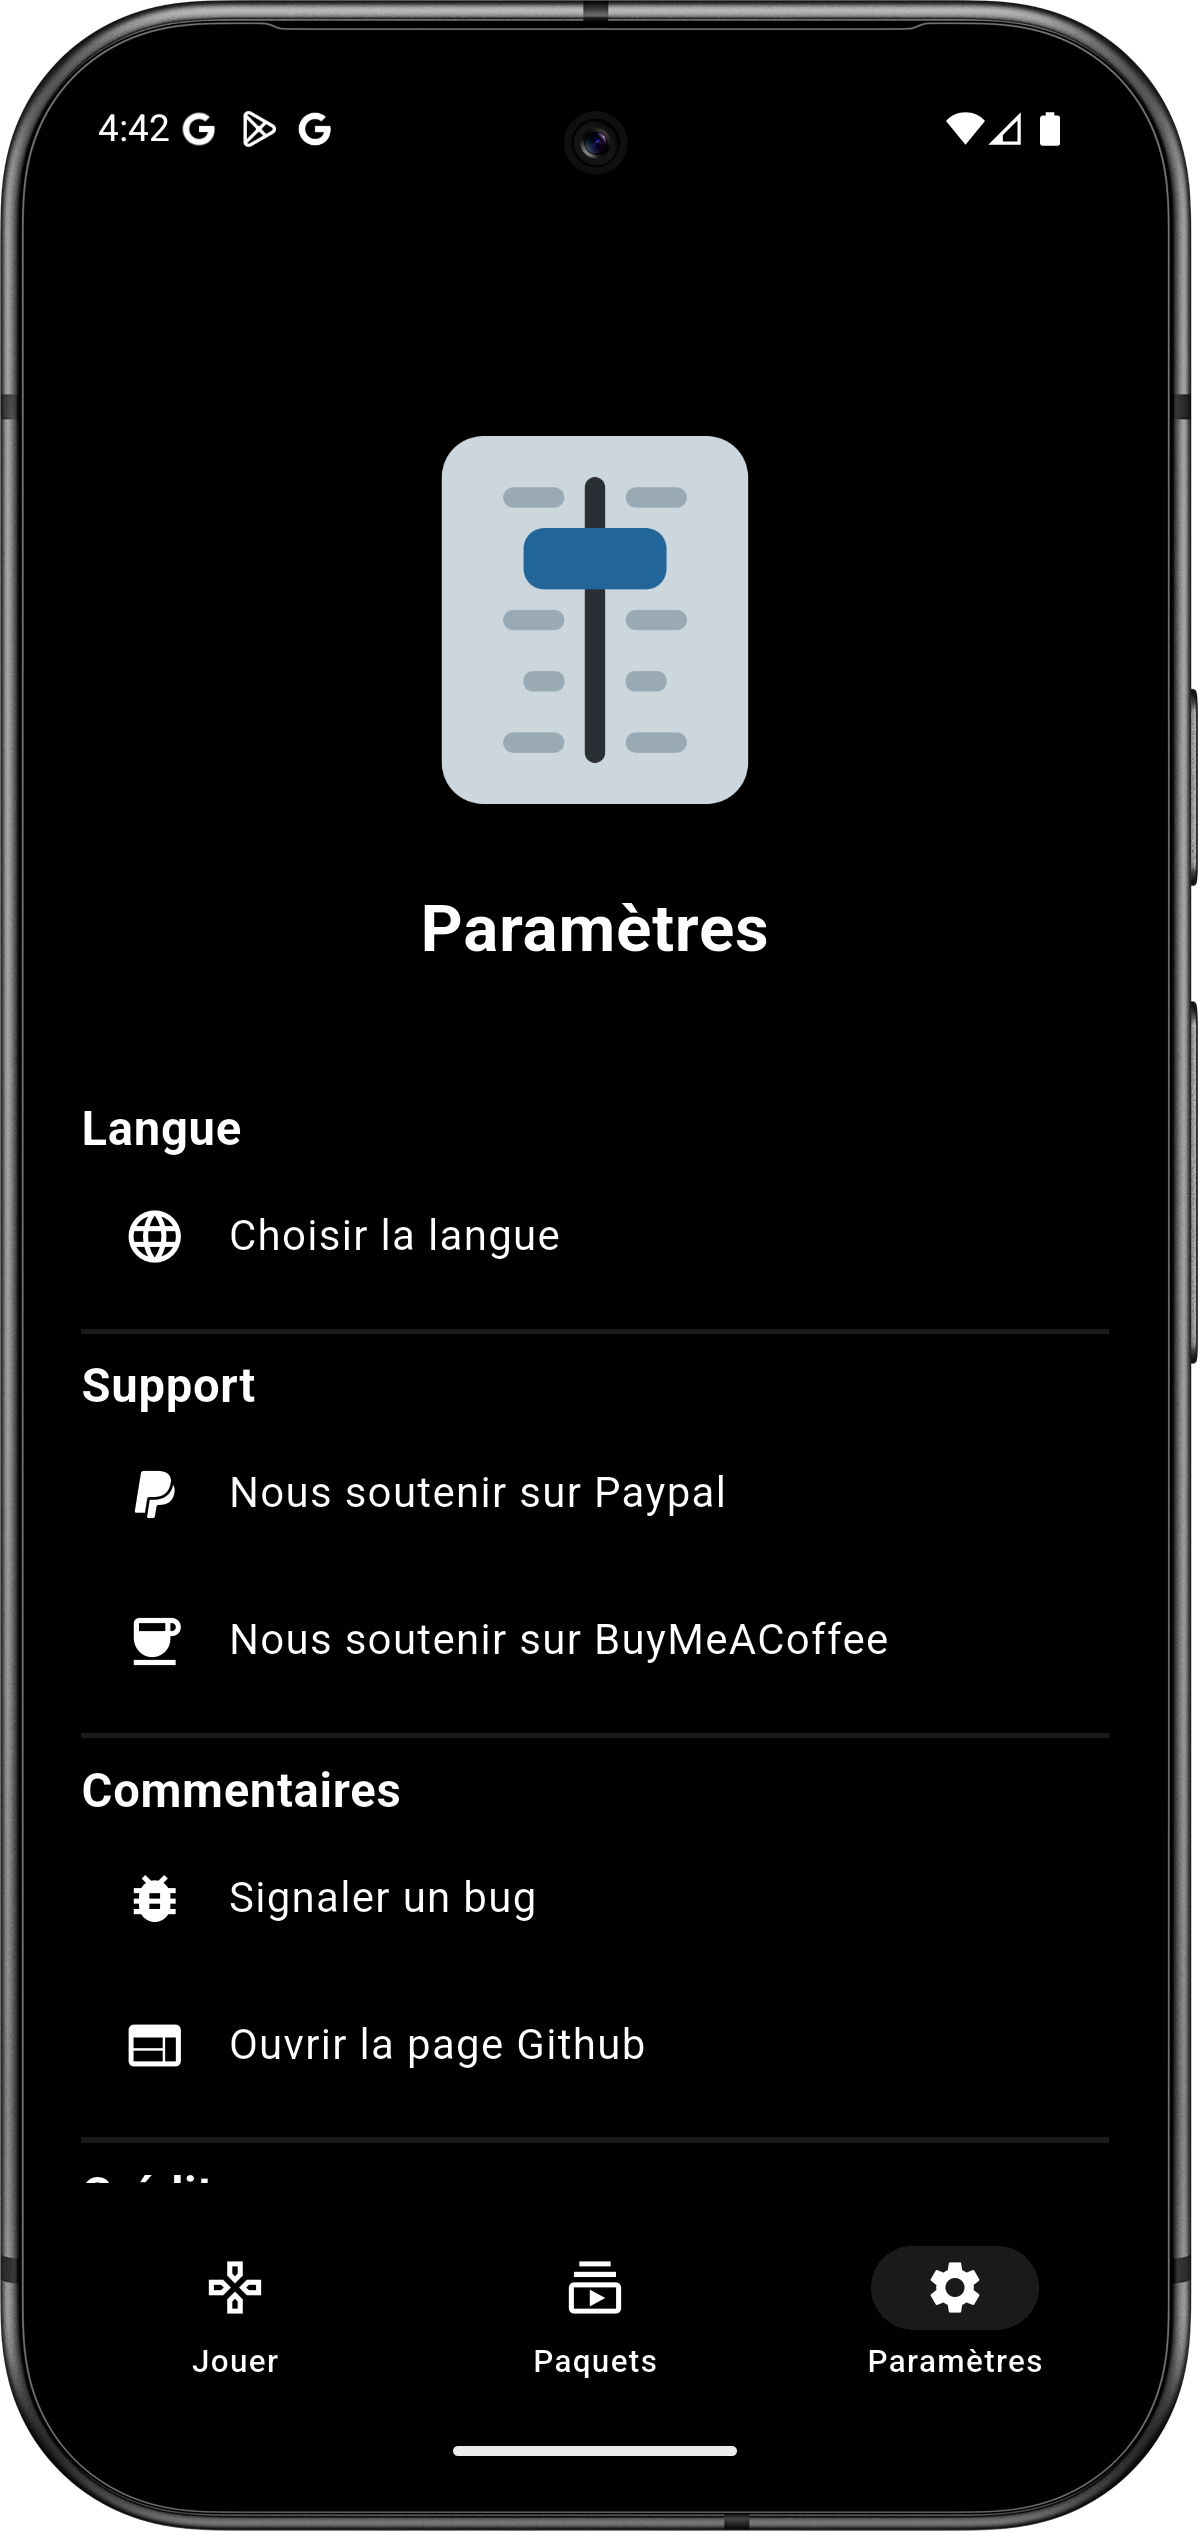 4:42
Paramètres
Langue
Choisir la langue
Support
Nous soutenir sur Paypal
Nous soutenir sur BuyMeACoffee
Commentaires
Signaler un bug
Ouvrir la page Github
Jouer
Paquets
Paramètres